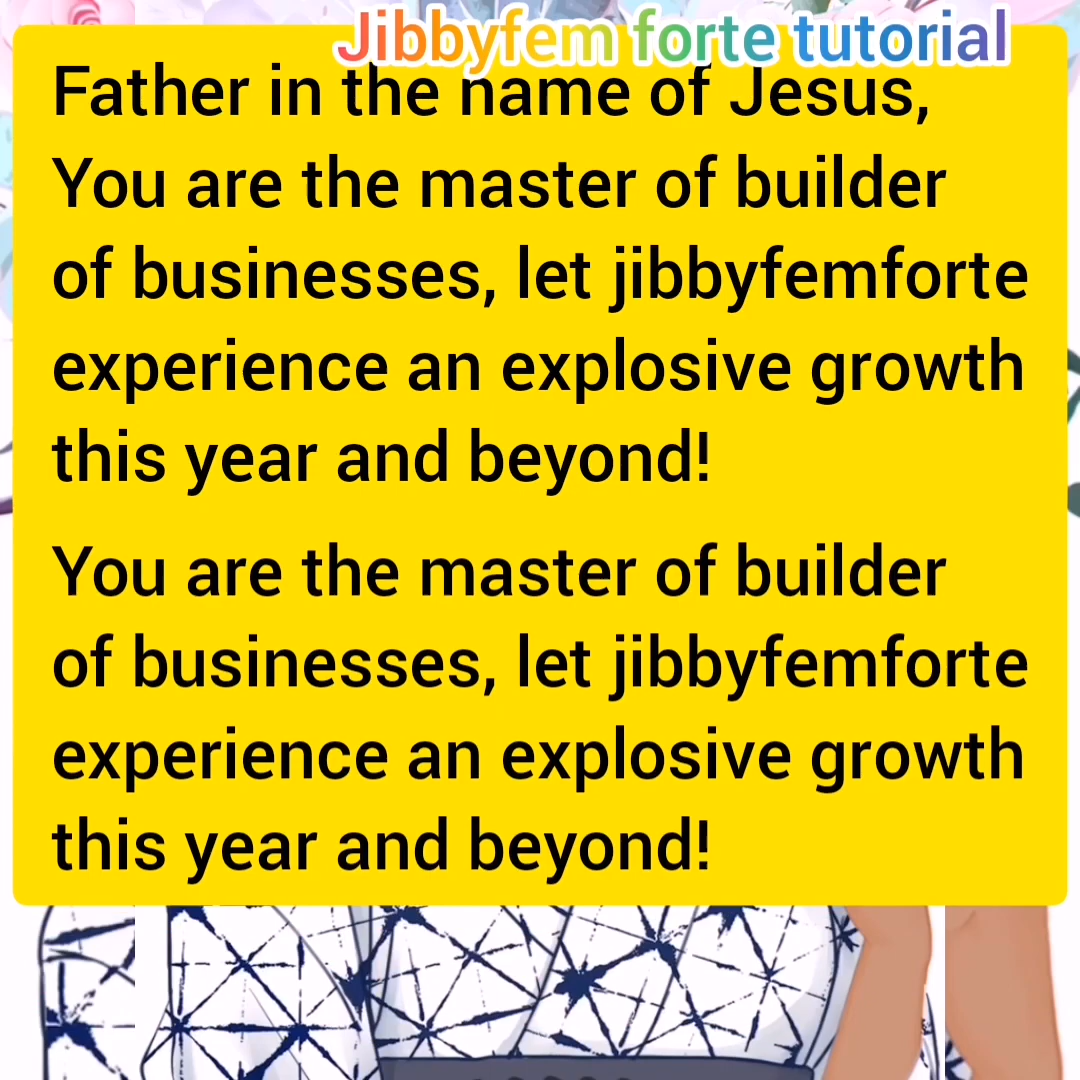 Jibbyfem forte tutorial
Father in the name of Jesus,
You are the master of builder
of businesses, let jibbyfemforte
experience an explosive growth
this year and beyond!
You are the master of builder
of businesses, let jibbyfemforte
experience an explosive growth
this year and beyond!